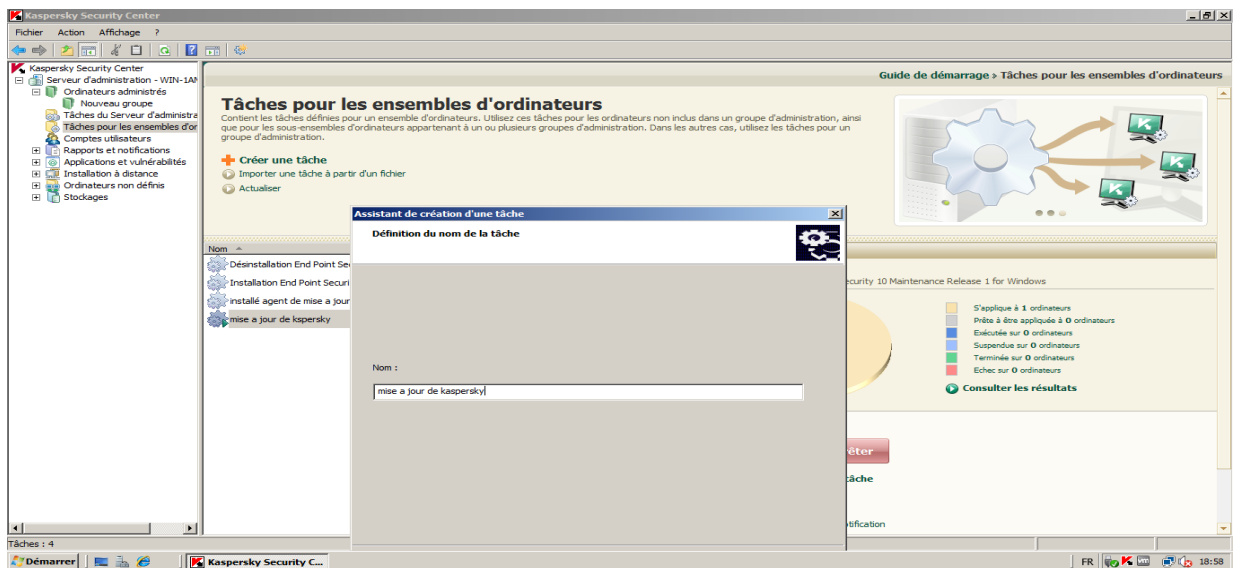 Kaspersky Security Center
Fichier Action Affichage ?
Kaspersky Security Center
Serveur d'administration - WIN-1AN
Ordinateurs administrés
Nouveau groupe
Tâches du Serveur d'administra
Tâches pour les ensembles d'or
Comptes utilisateurs
Rapports et notifications
Applications et vulnérabilités
Installation à distance
Ordinateurs non définis
Stockages
Guide de démarrage > Tâches pour les ensembles d'ordinateurs
Tâches pour les ensembles d'ordinateurs
Contient les tâches définies pour un ensemble d'ordinateurs. Utilisez ces tâches pour les ordinateurs non inclus dans un groupe d'administration, ainsi
que pour les sous-ensembles d'ordinateurs appartenant à un ou plusieurs groupes d'administration. Dans les autres cas, utilisez les tâches pour un
groupe d'administration.
Créer une tâche
Importer une tâche à partir d'un fichier
Actualiser
Nom
Désinstallation End Point Se
Installation End Point Securi
installé agent de mise a jour
mise a jour de kspersky
Assistant de création d'une tâche
Définition du nom de la tâche
Nom :
mise a jour de kaspersky
ecurity 10 Maintenance Release 1 for Windows
S'applique à 1 ordinateurs
Prête à être appliquée à 0 ordinateurs
Exécutée sur 0 ordinateurs
Suspendue sur 0 ordinateurs
Terminée sur 0 ordinateurs
Echec sur 0 ordinateurs
Consulter les résultats
êter
tâche
otification
Tâches : 4
Démarrer
Kaspersky Security C...
FR
18:58